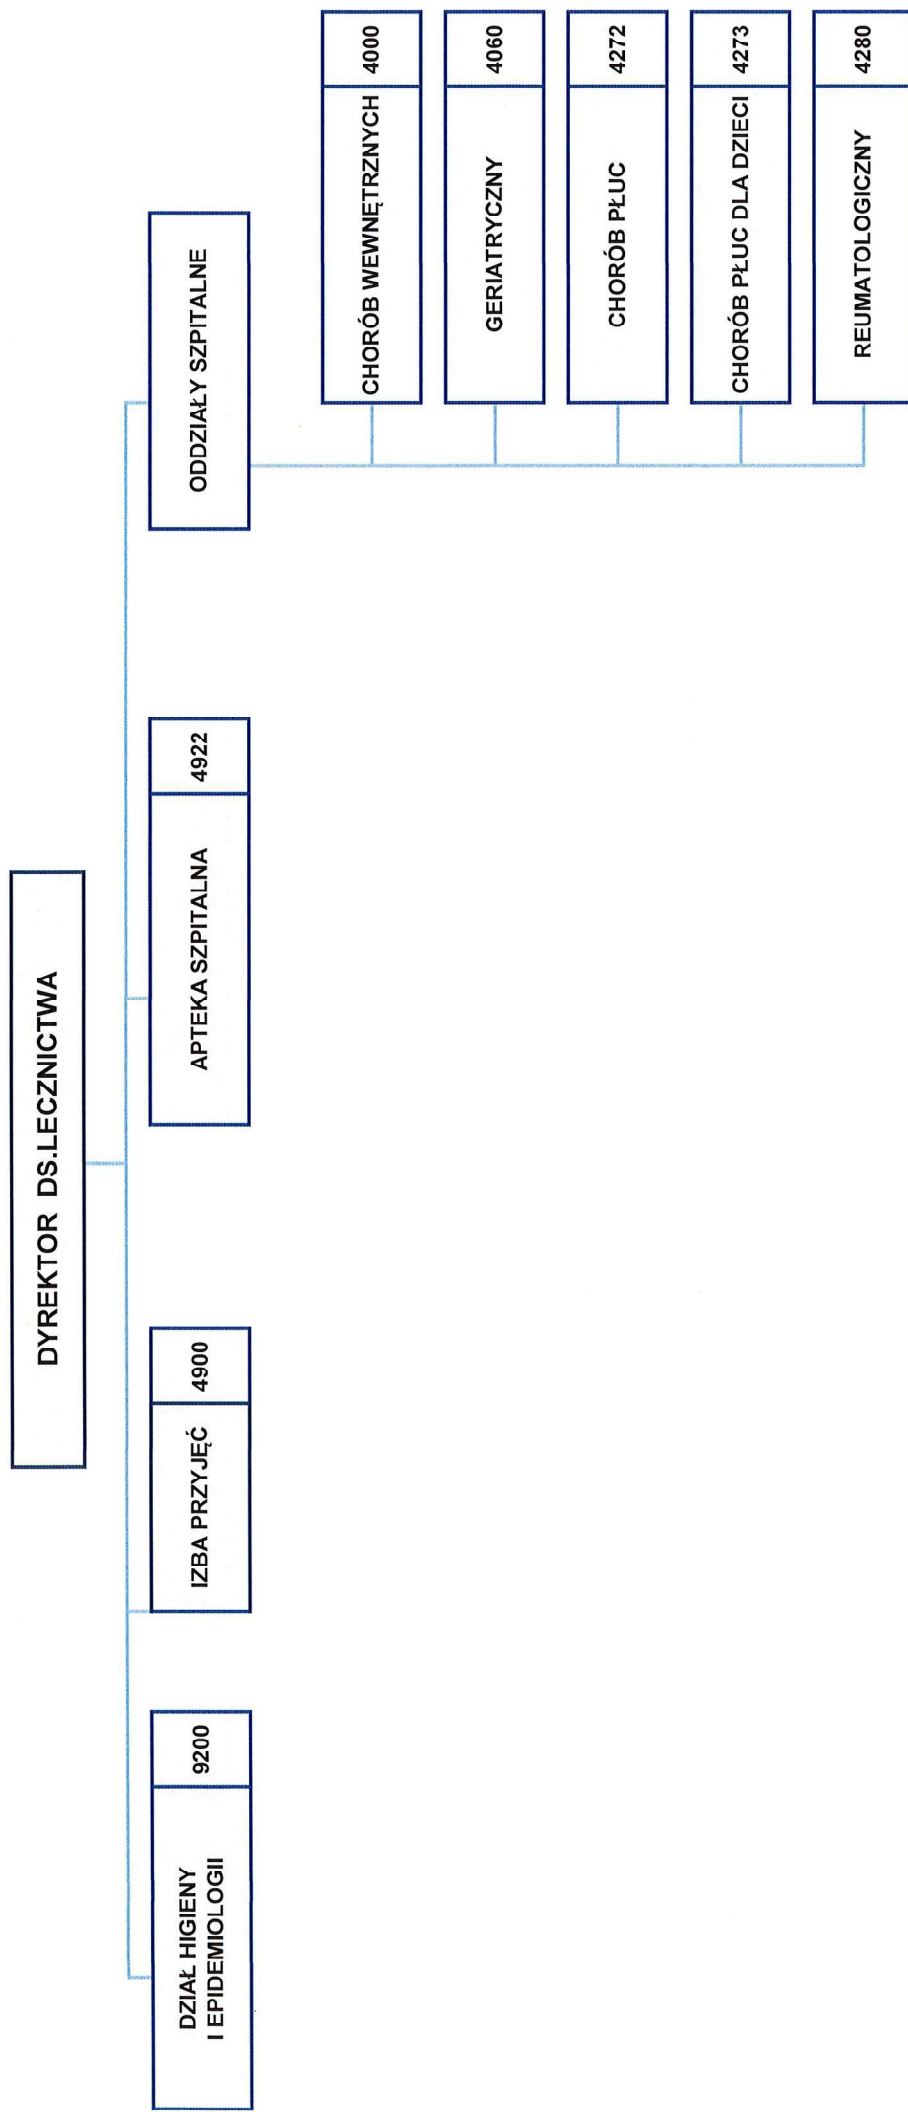 DYREKTOR DS.LECZNICTWA
DZIAŁ HIGIENY
I EPIDEMIOLOGII
9200
IZBA PRZYJĘĆ
4900
APTEKA SZPITALNA
4922
ODDZIAŁY SZPITALNE
CHORÓB WEWNĘTRZNYCH
4000
GERIATRYCZNY
4060
CHORÓB PŁUC
4272
CHORÓB PŁUC DLA DZIECI
4273
REUMATOLOGICZNY
4280